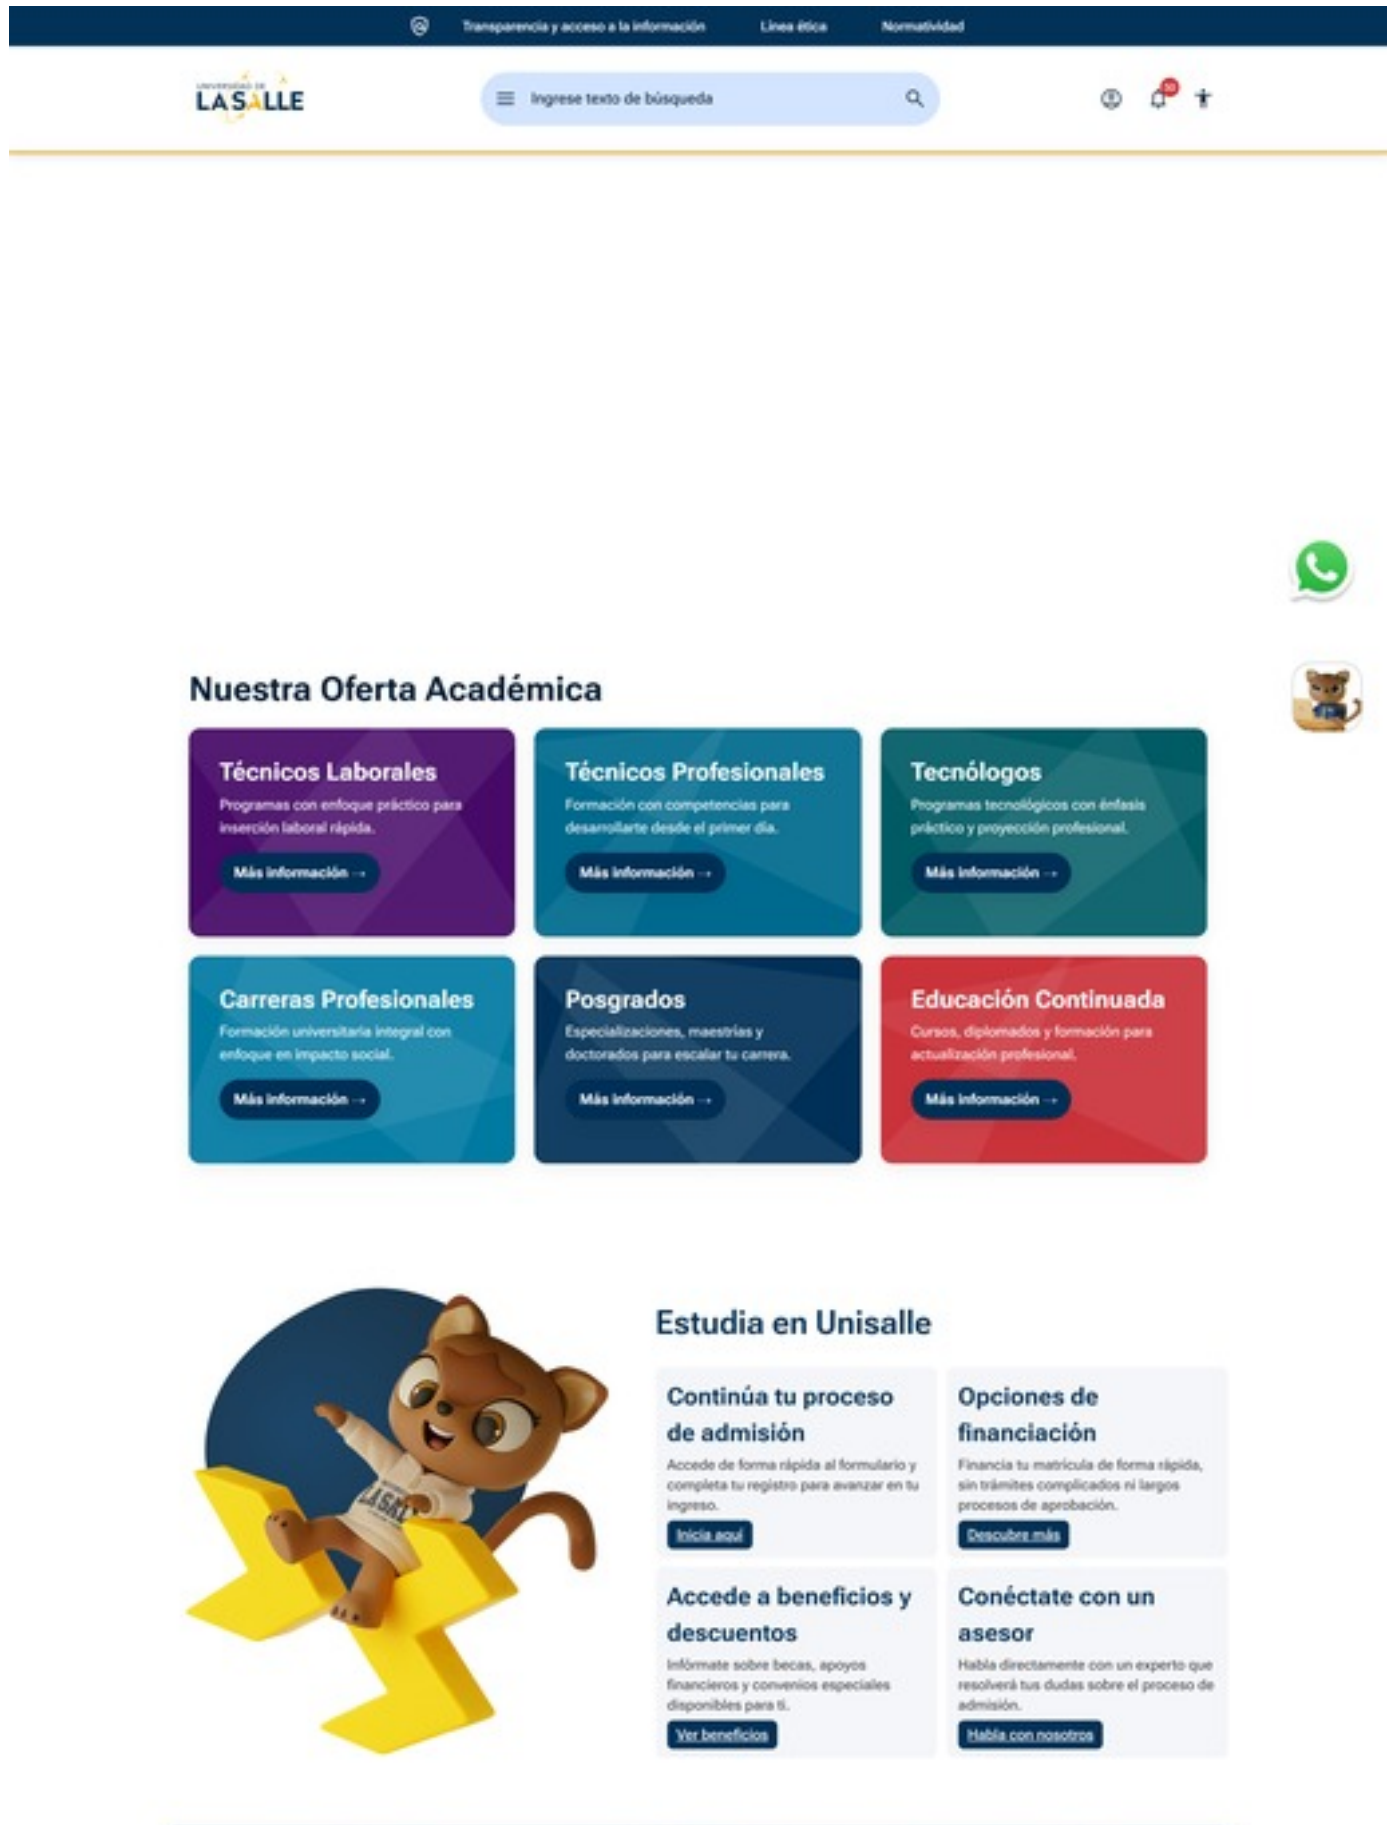 Transparencia y acceso a la información
Línea ética
Normatividad
UNIVERSIDAD DE
LA SALLE
Ingrese texto de búsqueda
Nuestra Oferta Académica
Técnicos Laborales
Programas con enfoque práctico para
inserción laboral rápida.
Más información →
Técnicos Profesionales
Formación con competencias para
desarrollarte desde el primer día.
Más información →
Tecnólogos
Programas tecnológicos con énfasis
práctico y proyección profesional.
Más información →
Carreras Profesionales
Formación universitaria integral con
enfoque en impacto social.
Más información →
Posgrados
Especializaciones, maestrías y
doctorados para escalar tu carrera.
Más información →
Educación Continuada
Cursos, diplomados y formación para
actualización profesional.
Más información →
LASALLE
Estudia en Unisalle
Continúa tu proceso
de admisión
Accede de forma rápida al formulario y
completa tu registro para avanzar en tu
ingreso.
Inicia aquí
Opciones de
financiación
Financia tu matrícula de forma rápida,
sin trámites complicados ni largos
procesos de aprobación.
Descubre más
Accede a beneficios y
descuentos
Infórmate sobre becas, apoyos
financieros y convenios especiales
disponibles para ti.
Ver beneficios
Conéctate con un
asesor
Habla directamente con un experto que
resolverá tus dudas sobre el proceso de
admisión.
Habla con nosotros